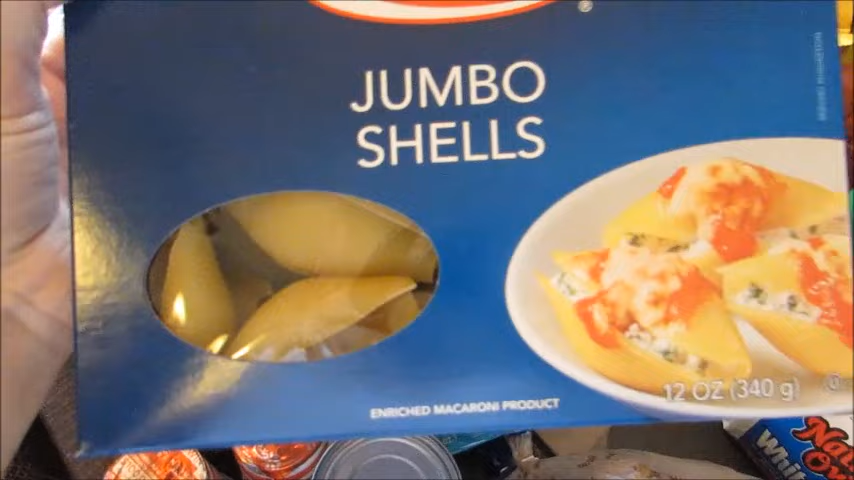 ®
JUMBO
SHELLS
12 OZ (340 g)
ENRICHED MACARONI PRODUCT